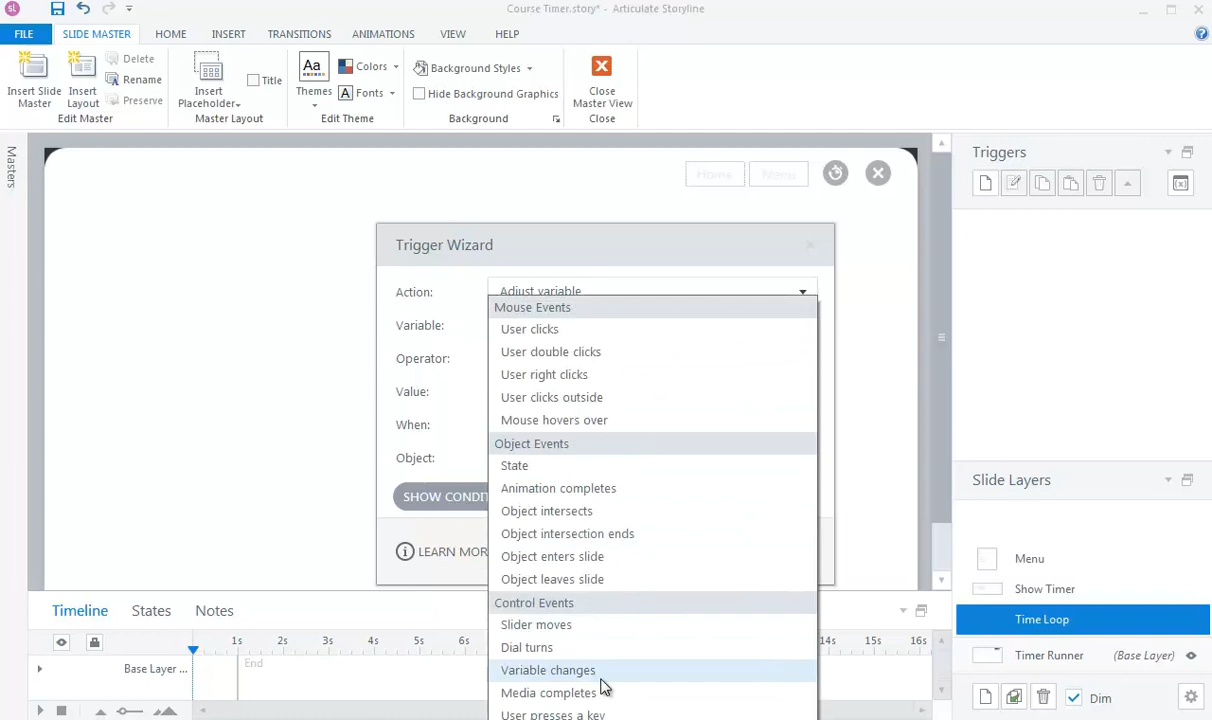 sl
Course Timer.story* - Articulate Storyline
FILE SLIDE MASTER HOME INSERT TRANSITIONS ANIMATIONS VIEW HELP
Insert Slide Master
Insert Layout
Delete
Rename
Preserve
Edit Master
Insert Placeholder
Title
Master Layout
Aa
Themes
Colors
Fonts
Edit Theme
Background Styles
Hide Background Graphics
Background
Close Master View
Close
Masters
Home Menu
Trigger Wizard
Action: Adjust variable
Variable:
Operator:
Value:
When:
Object:
SHOW CONDIT
LEARN MOR
Mouse Events
User clicks
User double clicks
User right clicks
User clicks outside
Mouse hovers over
Object Events
State
Animation completes
Object intersects
Object intersection ends
Object enters slide
Object leaves slide
Control Events
Slider moves
Dial turns
Variable changes
Media completes
User presses a key
Triggers
Slide Layers
Menu
Show Timer
Time Loop
Timer Runner (Base Layer)
Dim
Timeline States Notes
1s 2s 3s 4s 5s 6s 15s 16s
Base Layer ... End